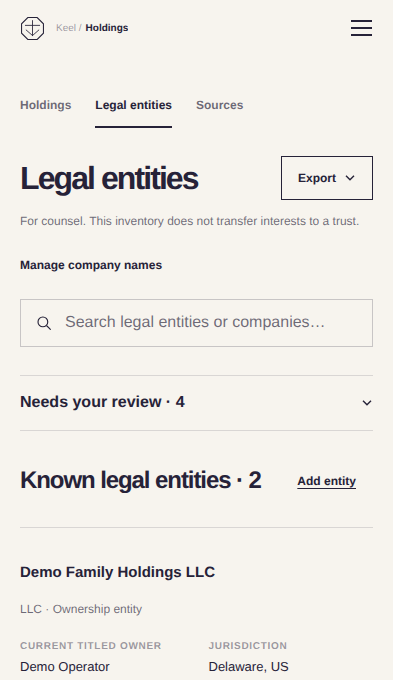 Keel / Holdings
Holdings Legal entities Sources
Legal entities
Export
For counsel. This inventory does not transfer interests to a trust.
Manage company names
Search legal entities or companies…
Needs your review · 4
Known legal entities · 2
Add entity
Demo Family Holdings LLC
LLC · Ownership entity
CURRENT TITLED OWNER JURISDICTION
Demo Operator Delaware, US